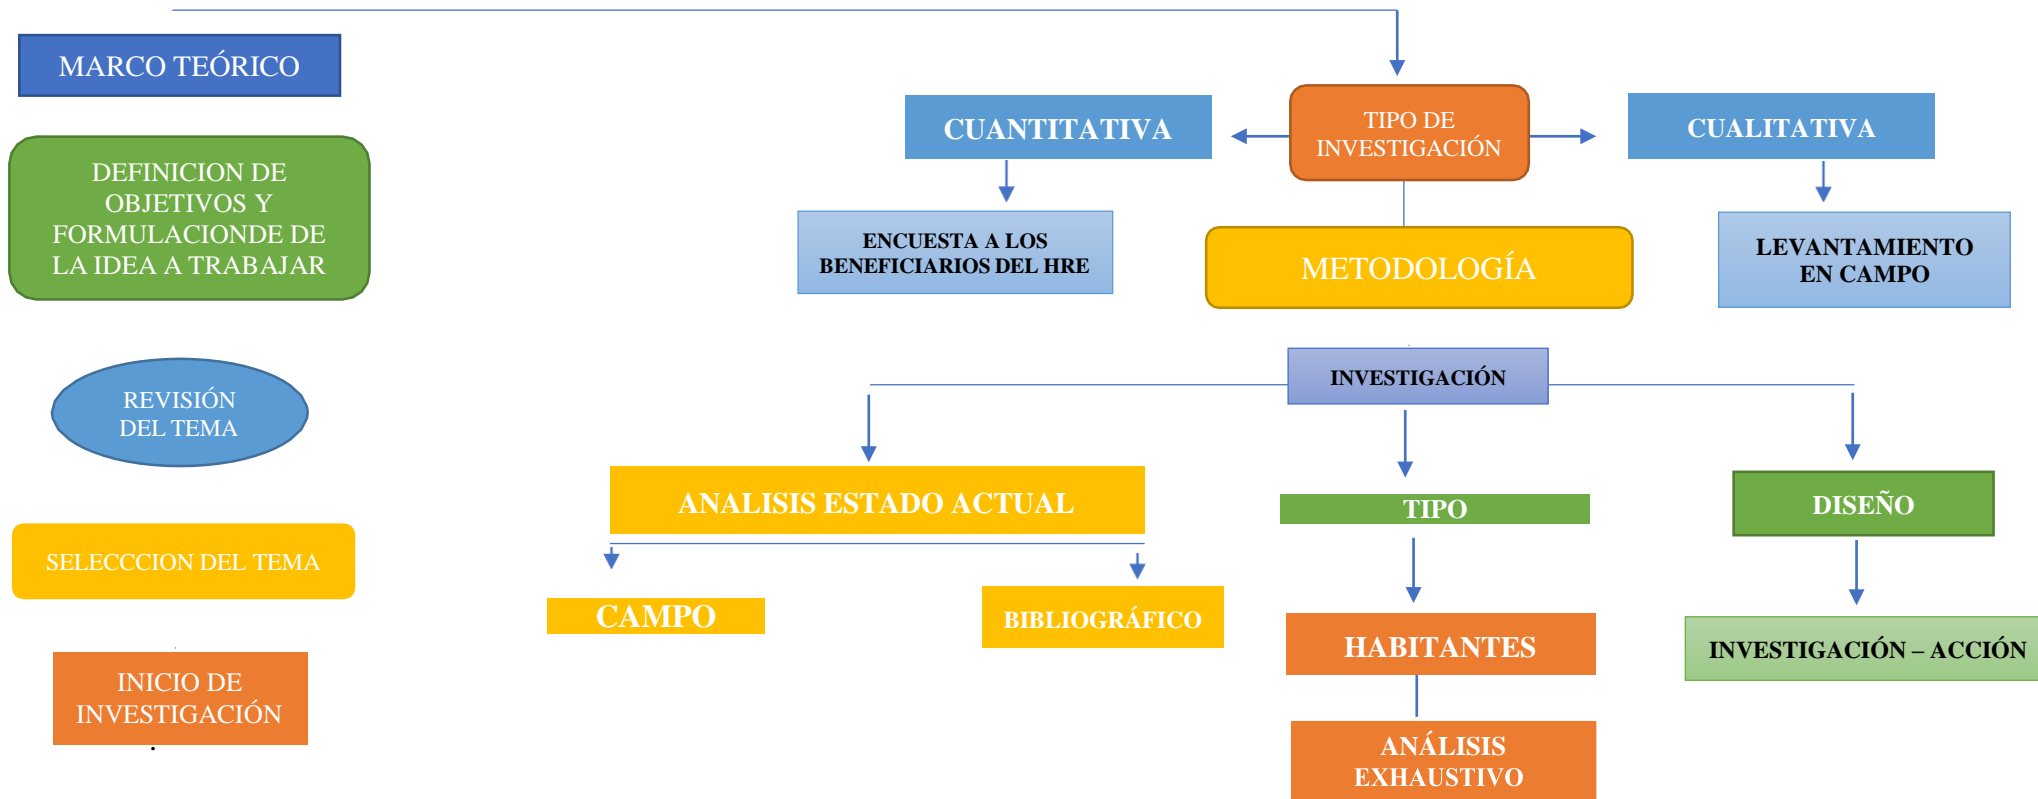 MARCO TEÓRICO
DEFINICION DE
OBJETIVOS Y
FORMULACIONDE DE
LA IDEA A TRABAJAR
REVISIÓN
DEL TEMA
SELECCCION DEL TEMA
INICIO DE
INVESTIGACIÓN
.
CUANTITATIVA
TIPO DE
INVESTIGACIÓN
CUALITATIVA
ENCUESTA A LOS
BENEFICIARIOS DEL HRE
METODOLOGÍA
LEVANTAMIENTO
EN CAMPO
INVESTIGACIÓN
ANALISIS ESTADO ACTUAL
TIPO
DISEÑO
CAMPO
BIBLIOGRÁFICO
HABITANTES
INVESTIGACIÓN – ACCIÓN
ANÁLISIS
EXHAUSTIVO